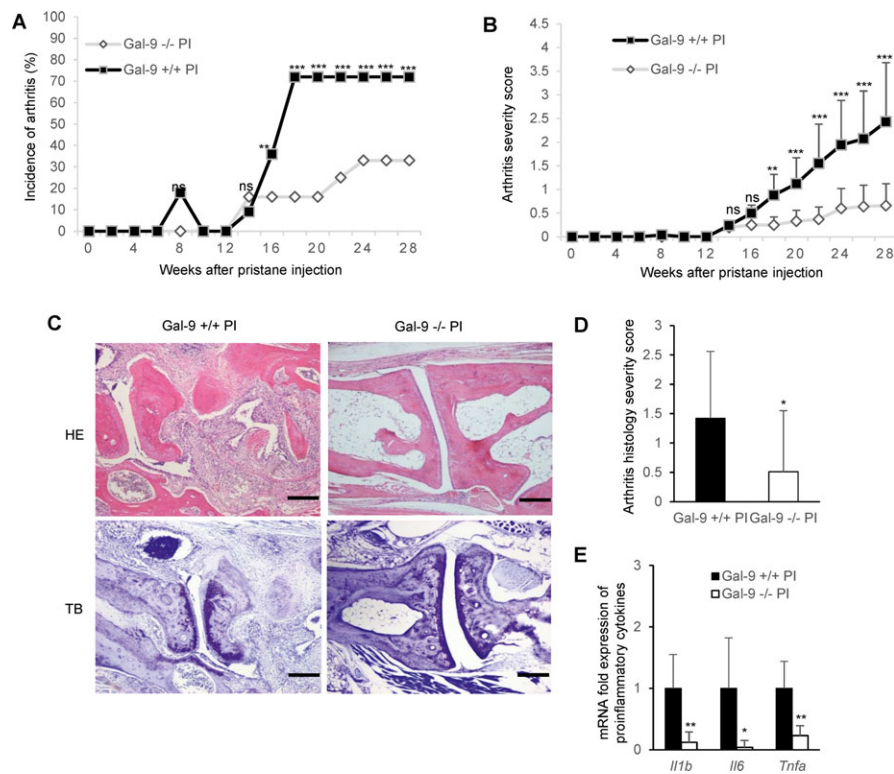 A
Incidence of arthritis (%)
100
90
80
70
60
50
40
30
20
10
0
Gal-9 -/- PI
Gal-9 +/+ PI
ns
ns
**
*** *** *** *** *** ***
0 4 8 12 16 20 24 28
Weeks after pristane injection
B
Arthritis severity score
5
4.5
4
3.5
3
2.5
2
1.5
1
0.5
0
Gal-9 +/+ PI
Gal-9 -/- PI
ns
ns
**
***
***
***
***
***
0 4 8 12 16 20 24 28
Weeks after pristane injection
C
Gal-9 +/+ PI
Gal-9 -/- PI
HE
TB
D
Arthritis histology severity score
3
2.5
2
1.5
1
0.5
0
*
Gal-9 +/+ PI Gal-9 -/- PI
E
mRNA fold expression of
proinflammatory cytokines
3
2
1
0
Gal-9 +/+ PI
Gal-9 -/- PI
**
*
**
Il1b Il6 Tnfa